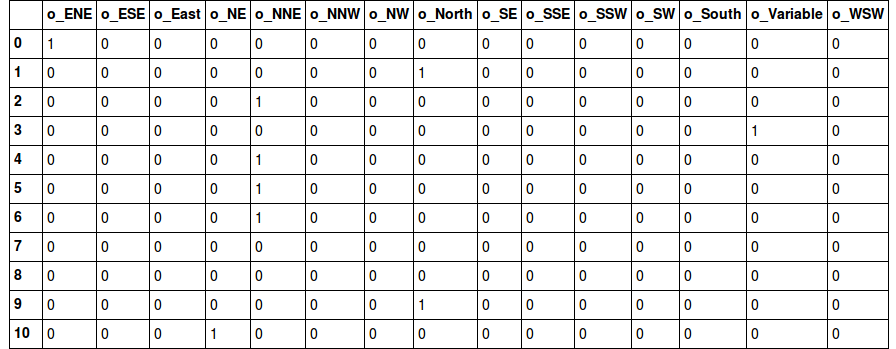 o_ENE o_ESE o_East o_NE o_NNE o_NNW o_NW o_North o_SE o_SSE o_SSW o_SW o_South o_Variable o_WSW
0 1 0 0 0 0 0 0 0 0 0 0 0 0 0 0
1 0 0 0 0 0 0 0 1 0 0 0 0 0 0 0
2 0 0 0 0 1 0 0 0 0 0 0 0 0 0 0
3 0 0 0 0 0 0 0 0 0 0 0 0 0 1 0
4 0 0 0 0 1 0 0 0 0 0 0 0 0 0 0
5 0 0 0 0 1 0 0 0 0 0 0 0 0 0 0
6 0 0 0 0 1 0 0 0 0 0 0 0 0 0 0
7 0 0 0 0 0 0 0 0 0 0 0 0 0 0 0
8 0 0 0 0 0 0 0 0 0 0 0 0 0 0 0
9 0 0 0 0 0 0 0 1 0 0 0 0 0 0 0
10 0 0 0 1 0 0 0 0 0 0 0 0 0 0 0